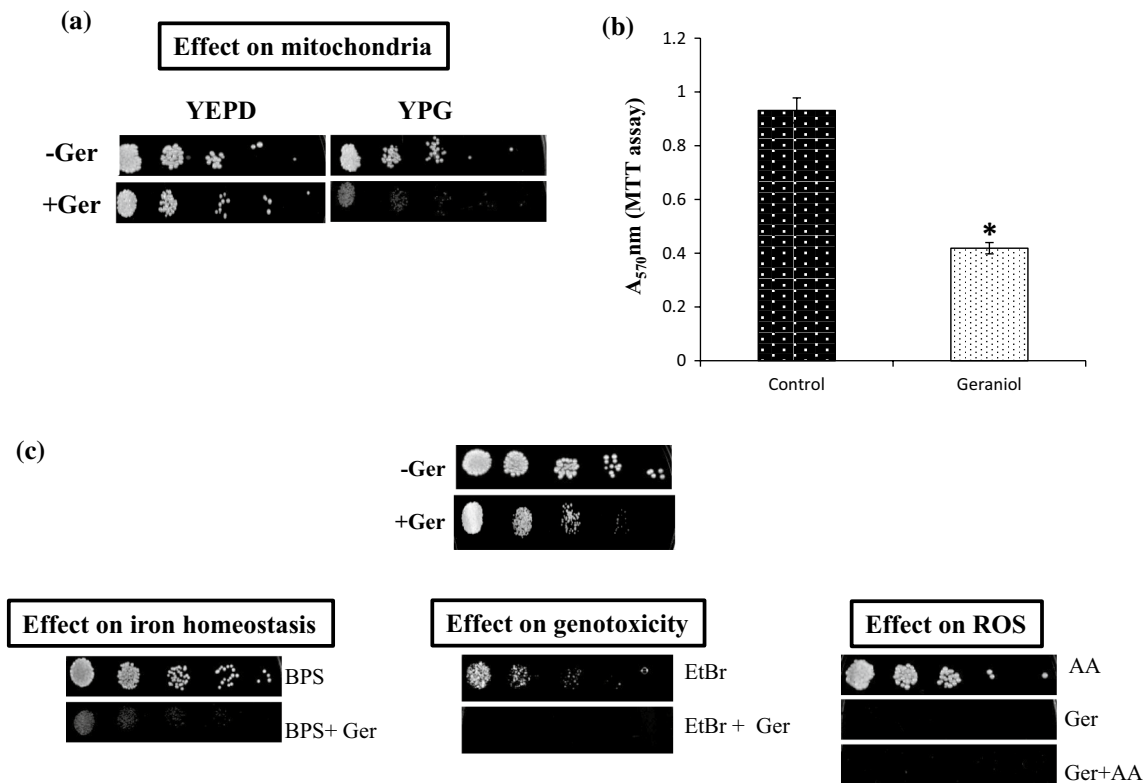 (a)
Effect on mitochondria
YEPD YPG
-Ger
+Ger
(b)
1.2
1
0.8
0.6
0.4
0.2
0
A570nm (MTT assay)
*
Control Geraniol
(c)
-Ger
+Ger
Effect on iron homeostasis
BPS
BPS+ Ger
Effect on genotoxicity
EtBr
EtBr + Ger
Effect on ROS
AA
Ger
Ger+AA